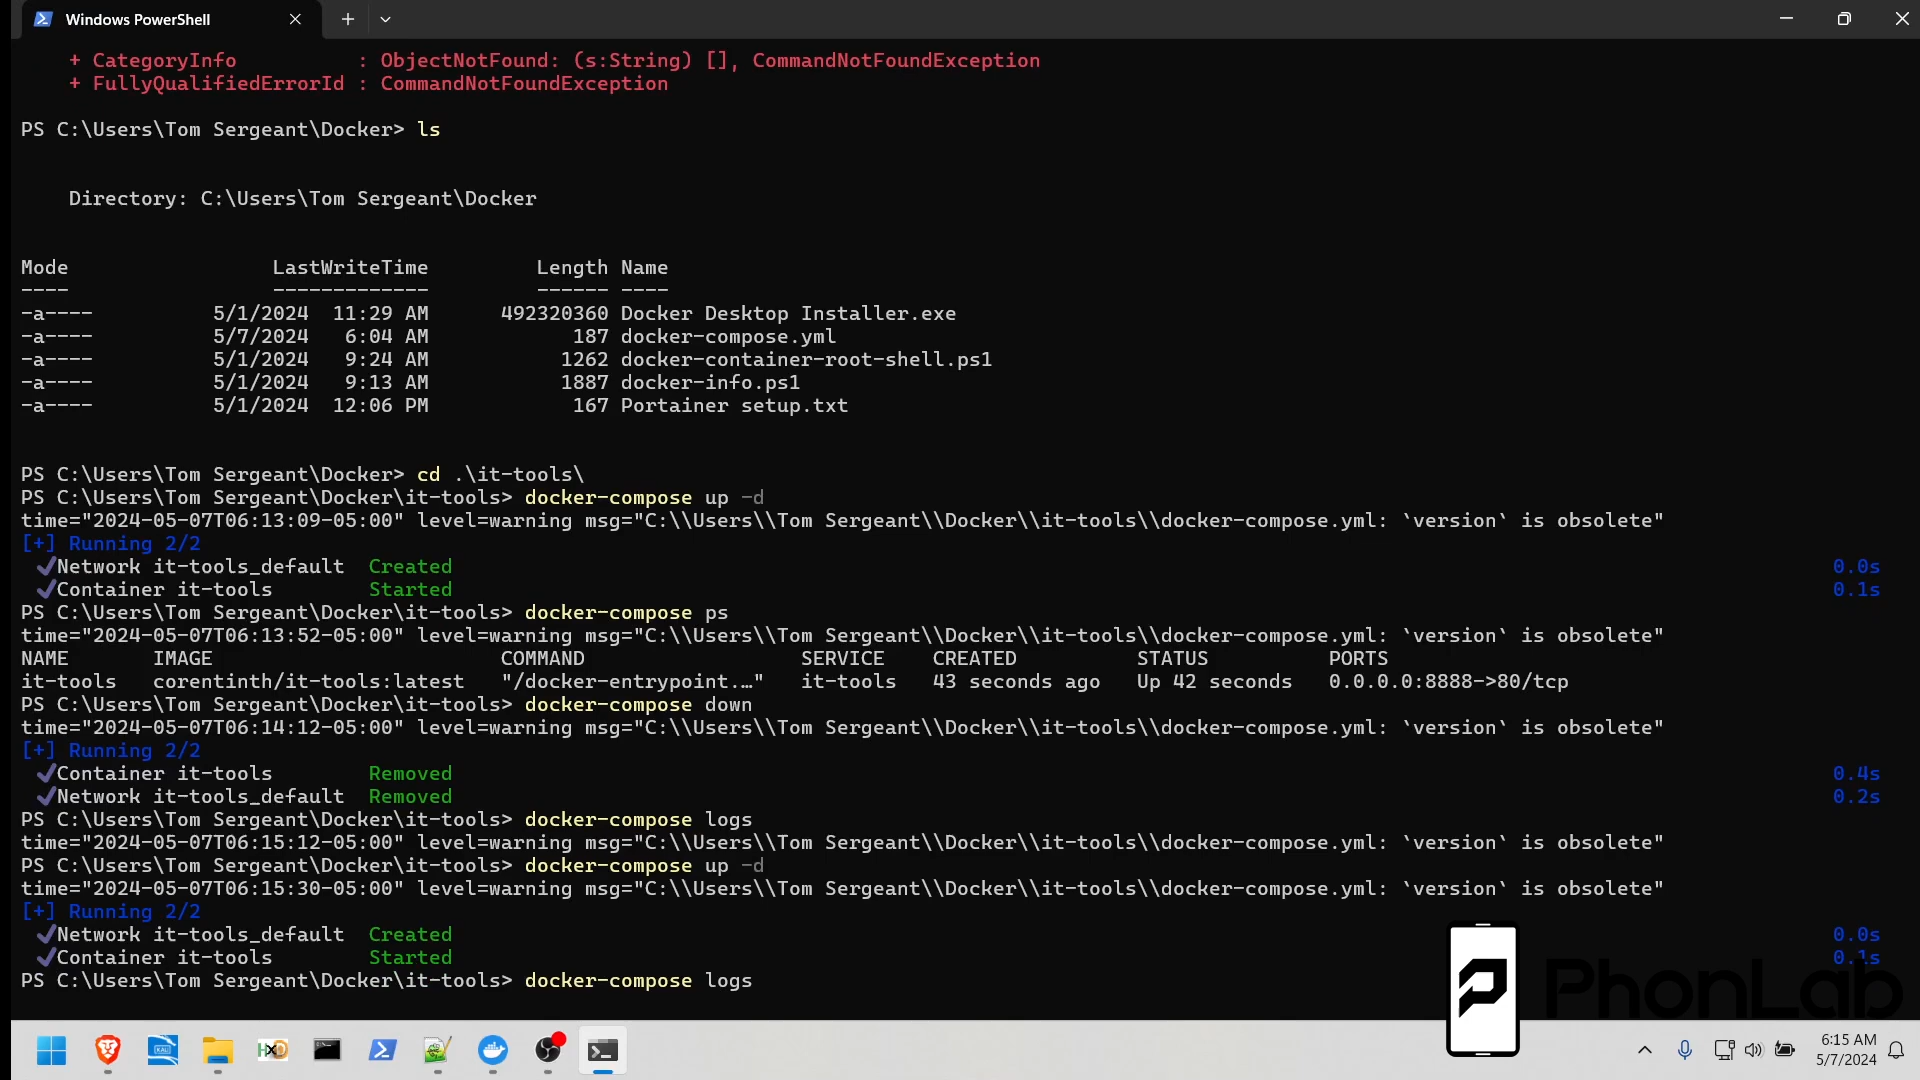 Windows PowerShell
+ CategoryInfo          : ObjectNotFound: (s:String) [], CommandNotFoundException
+ FullyQualifiedErrorId : CommandNotFoundException
PS C:\Users\Tom Sergeant\Docker> ls
Directory: C:\Users\Tom Sergeant\Docker
Mode                 LastWriteTime         Length Name
----                 -------------         ------ ----
-a----          5/1/2024  11:29 AM      492320360 Docker Desktop Installer.exe
-a----          5/7/2024   6:04 AM            187 docker-compose.yml
-a----          5/1/2024   9:24 AM           1262 docker-container-root-shell.ps1
-a----          5/1/2024   9:13 AM           1887 docker-info.ps1
-a----          5/1/2024  12:06 PM            167 Portainer setup.txt
PS C:\Users\Tom Sergeant\Docker> cd .\it-tools\
PS C:\Users\Tom Sergeant\Docker\it-tools> docker-compose up -d
time="2024-05-07T06:13:09-05:00" level=warning msg="C:\\Users\\Tom Sergeant\\Docker\\it-tools\\docker-compose.yml: `version` is obsolete"
[+] Running 2/2
✔Network it-tools_default  Created 0.0s
✔Container it-tools        Started 0.1s
PS C:\Users\Tom Sergeant\Docker\it-tools> docker-compose ps
time="2024-05-07T06:13:52-05:00" level=warning msg="C:\\Users\\Tom Sergeant\\Docker\\it-tools\\docker-compose.yml: `version` is obsolete"
NAME       IMAGE                        COMMAND                  SERVICE    CREATED          STATUS          PORTS
it-tools   corentinth/it-tools:latest   "/docker-entrypoint.…"   it-tools   43 seconds ago   Up 42 seconds   0.0.0.0:8888->80/tcp
PS C:\Users\Tom Sergeant\Docker\it-tools> docker-compose down
time="2024-05-07T06:14:12-05:00" level=warning msg="C:\\Users\\Tom Sergeant\\Docker\\it-tools\\docker-compose.yml: `version` is obsolete"
[+] Running 2/2
✔Container it-tools        Removed 0.4s
✔Network it-tools_default  Removed 0.2s
PS C:\Users\Tom Sergeant\Docker\it-tools> docker-compose logs
time="2024-05-07T06:15:12-05:00" level=warning msg="C:\\Users\\Tom Sergeant\\Docker\\it-tools\\docker-compose.yml: `version` is obsolete"
PS C:\Users\Tom Sergeant\Docker\it-tools> docker-compose up -d
time="2024-05-07T06:15:30-05:00" level=warning msg="C:\\Users\\Tom Sergeant\\Docker\\it-tools\\docker-compose.yml: `version` is obsolete"
[+] Running 2/2
✔Network it-tools_default  Created 0.0s
✔Container it-tools        Started 0.1s
PS C:\Users\Tom Sergeant\Docker\it-tools> docker-compose logs
PhonLab
6:15 AM
5/7/2024